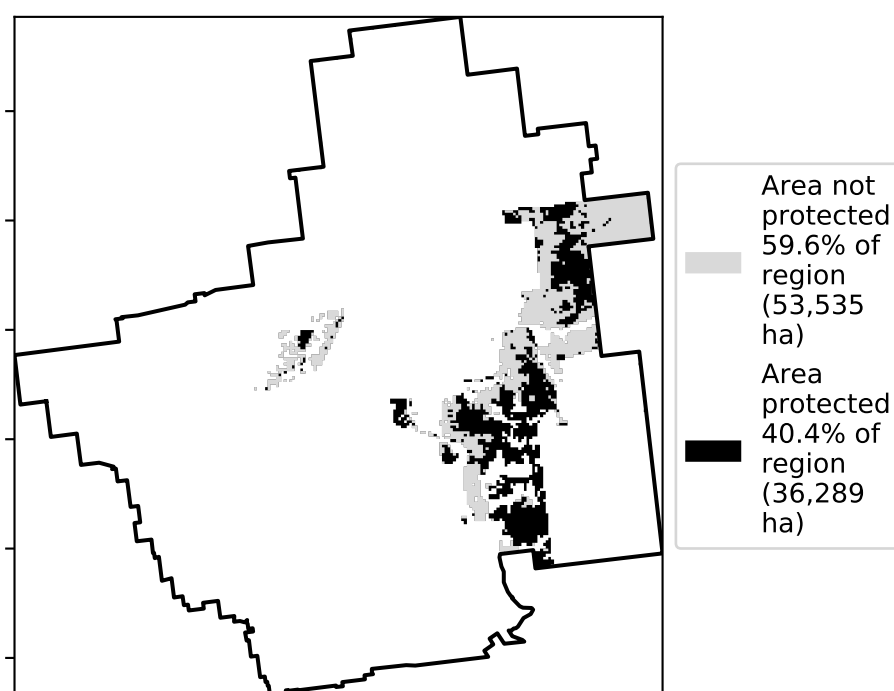 Area not
protected
59.6% of
region
(53,535
ha)
Area
protected
40.4% of
region
(36,289
ha)